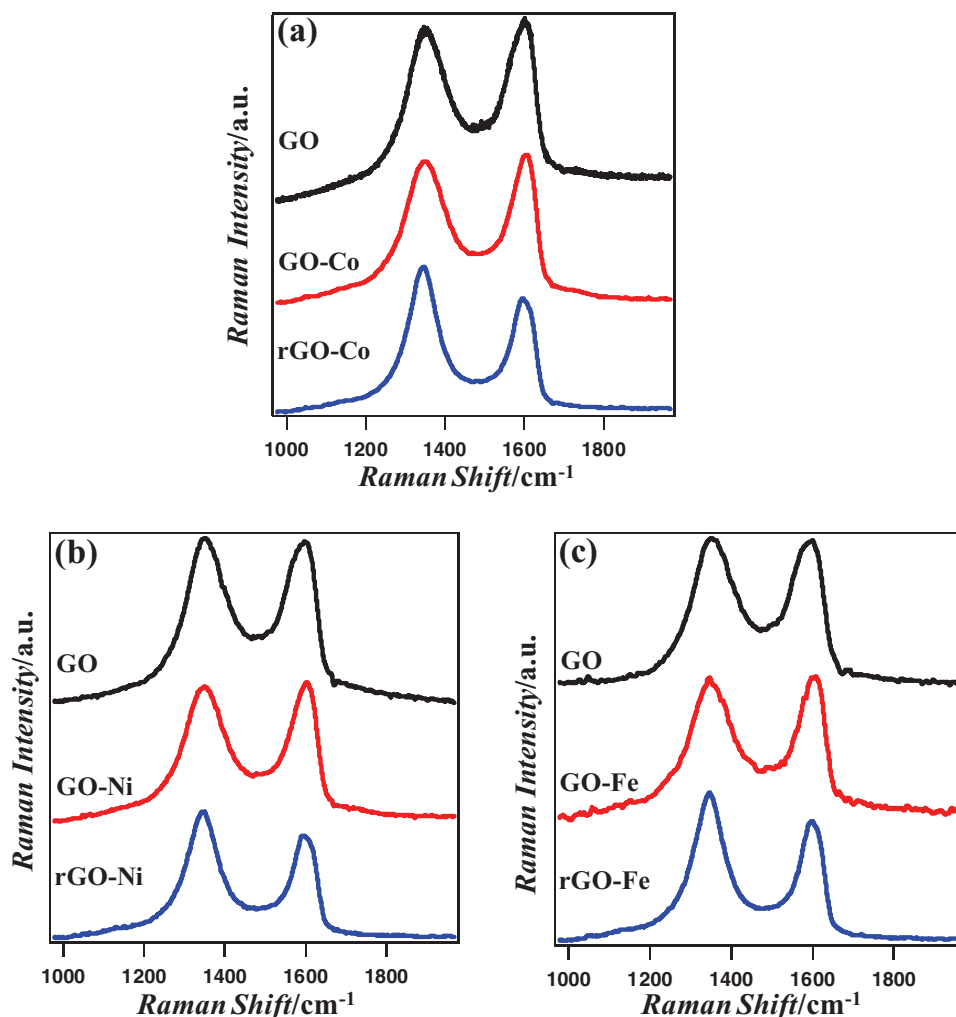 (a)
GO
GO-Co
rGO-Co
Raman Intensity/a.u.
1000 1200 1400 1600 1800
Raman Shift/cm-1
(b)
GO
GO-Ni
rGO-Ni
Raman Intensity/a.u.
1000 1200 1400 1600 1800
Raman Shift/cm-1
(c)
GO
GO-Fe
rGO-Fe
Raman Intensity/a.u.
1000 1200 1400 1600 1800
Raman Shift/cm-1